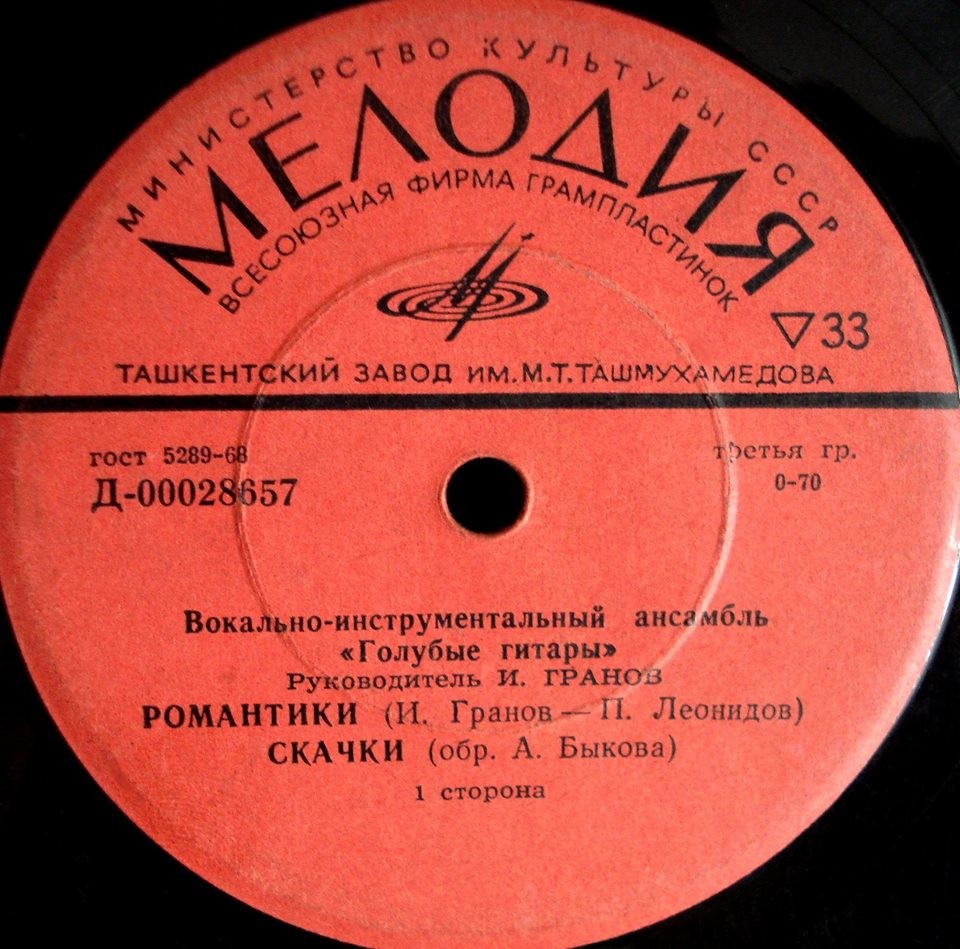 МИНИСТЕРСТВО КУЛЬТУРЫ СССР
МЕЛОДИЯ
ВСЕСОЮЗНАЯ ФИРМА ГРАМПЛАСТИНОК
▽33
ТАШКЕНТСКИЙ ЗАВОД ИМ. М.Т.ТАШМУХАМЕДОВА
гост 5289-68
третья гр.
Д-00028657
0-70
Вокально-инструментальный ансамбль
«Голубые гитары»
Руководитель И. ГРАНОВ
РОМАНТИКИ (И. Гранов — П. Леонидов)
СКАЧКИ (обр. А. Быкова)
1 сторона